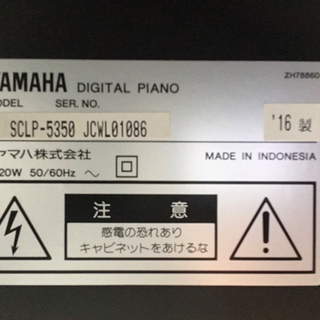 YAMAHA DIGITAL PIANO
ZH78860
MODEL SER. NO.
SCLP-5350 JCWL01086 '16 製
ヤマハ株式会社
20W 50/60Hz ～
MADE IN INDONESIA
注 意
感電の恐れあり
キャビネットをあけるな